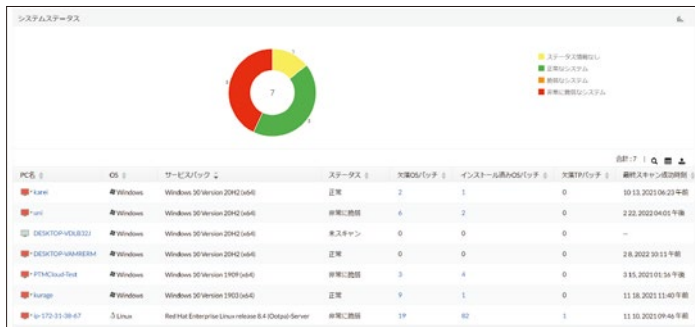 システムステータス
1
3
3
7
ステータス情報なし
正常なシステム
脆弱なシステム
非常に脆弱なシステム
合計:7
PC名 OS サービスパック ステータス 欠落OSパッチ インストール済みOSパッチ 欠落TPパッチ 最終スキャン成功時刻
karei Windows Windows 10 Version 20H2 (x64) 正常 2 1 0 10 13, 2021 06:23 午前
uni Windows Windows 10 Version 20H2 (x64) 非常に脆弱 6 2 0 2 22, 2022 04:01 午後
DESKTOP-VDLB32J Windows Windows 10 Version 20H2 (x64) 未スキャン 0 0 0 --
DESKTOP-VAMRERM Windows Windows 10 Version 20H2 (x64) 正常 0 0 0 2 8, 2022 10:11 午前
PTMCloud-Test Windows Windows 10 Version 1909 (x64) 非常に脆弱 3 4 0 3 15, 2021 01:16 午後
kurage Windows Windows 10 Version 1903 (x64) 正常 9 1 0 11 18, 2021 11:40 午前
ip-172-31-38-67 Linux Red Hat Enterprise Linux release 8.4 (Ootpa)-Server 非常に脆弱 19 82 1 11 10, 2021 09:46 午前